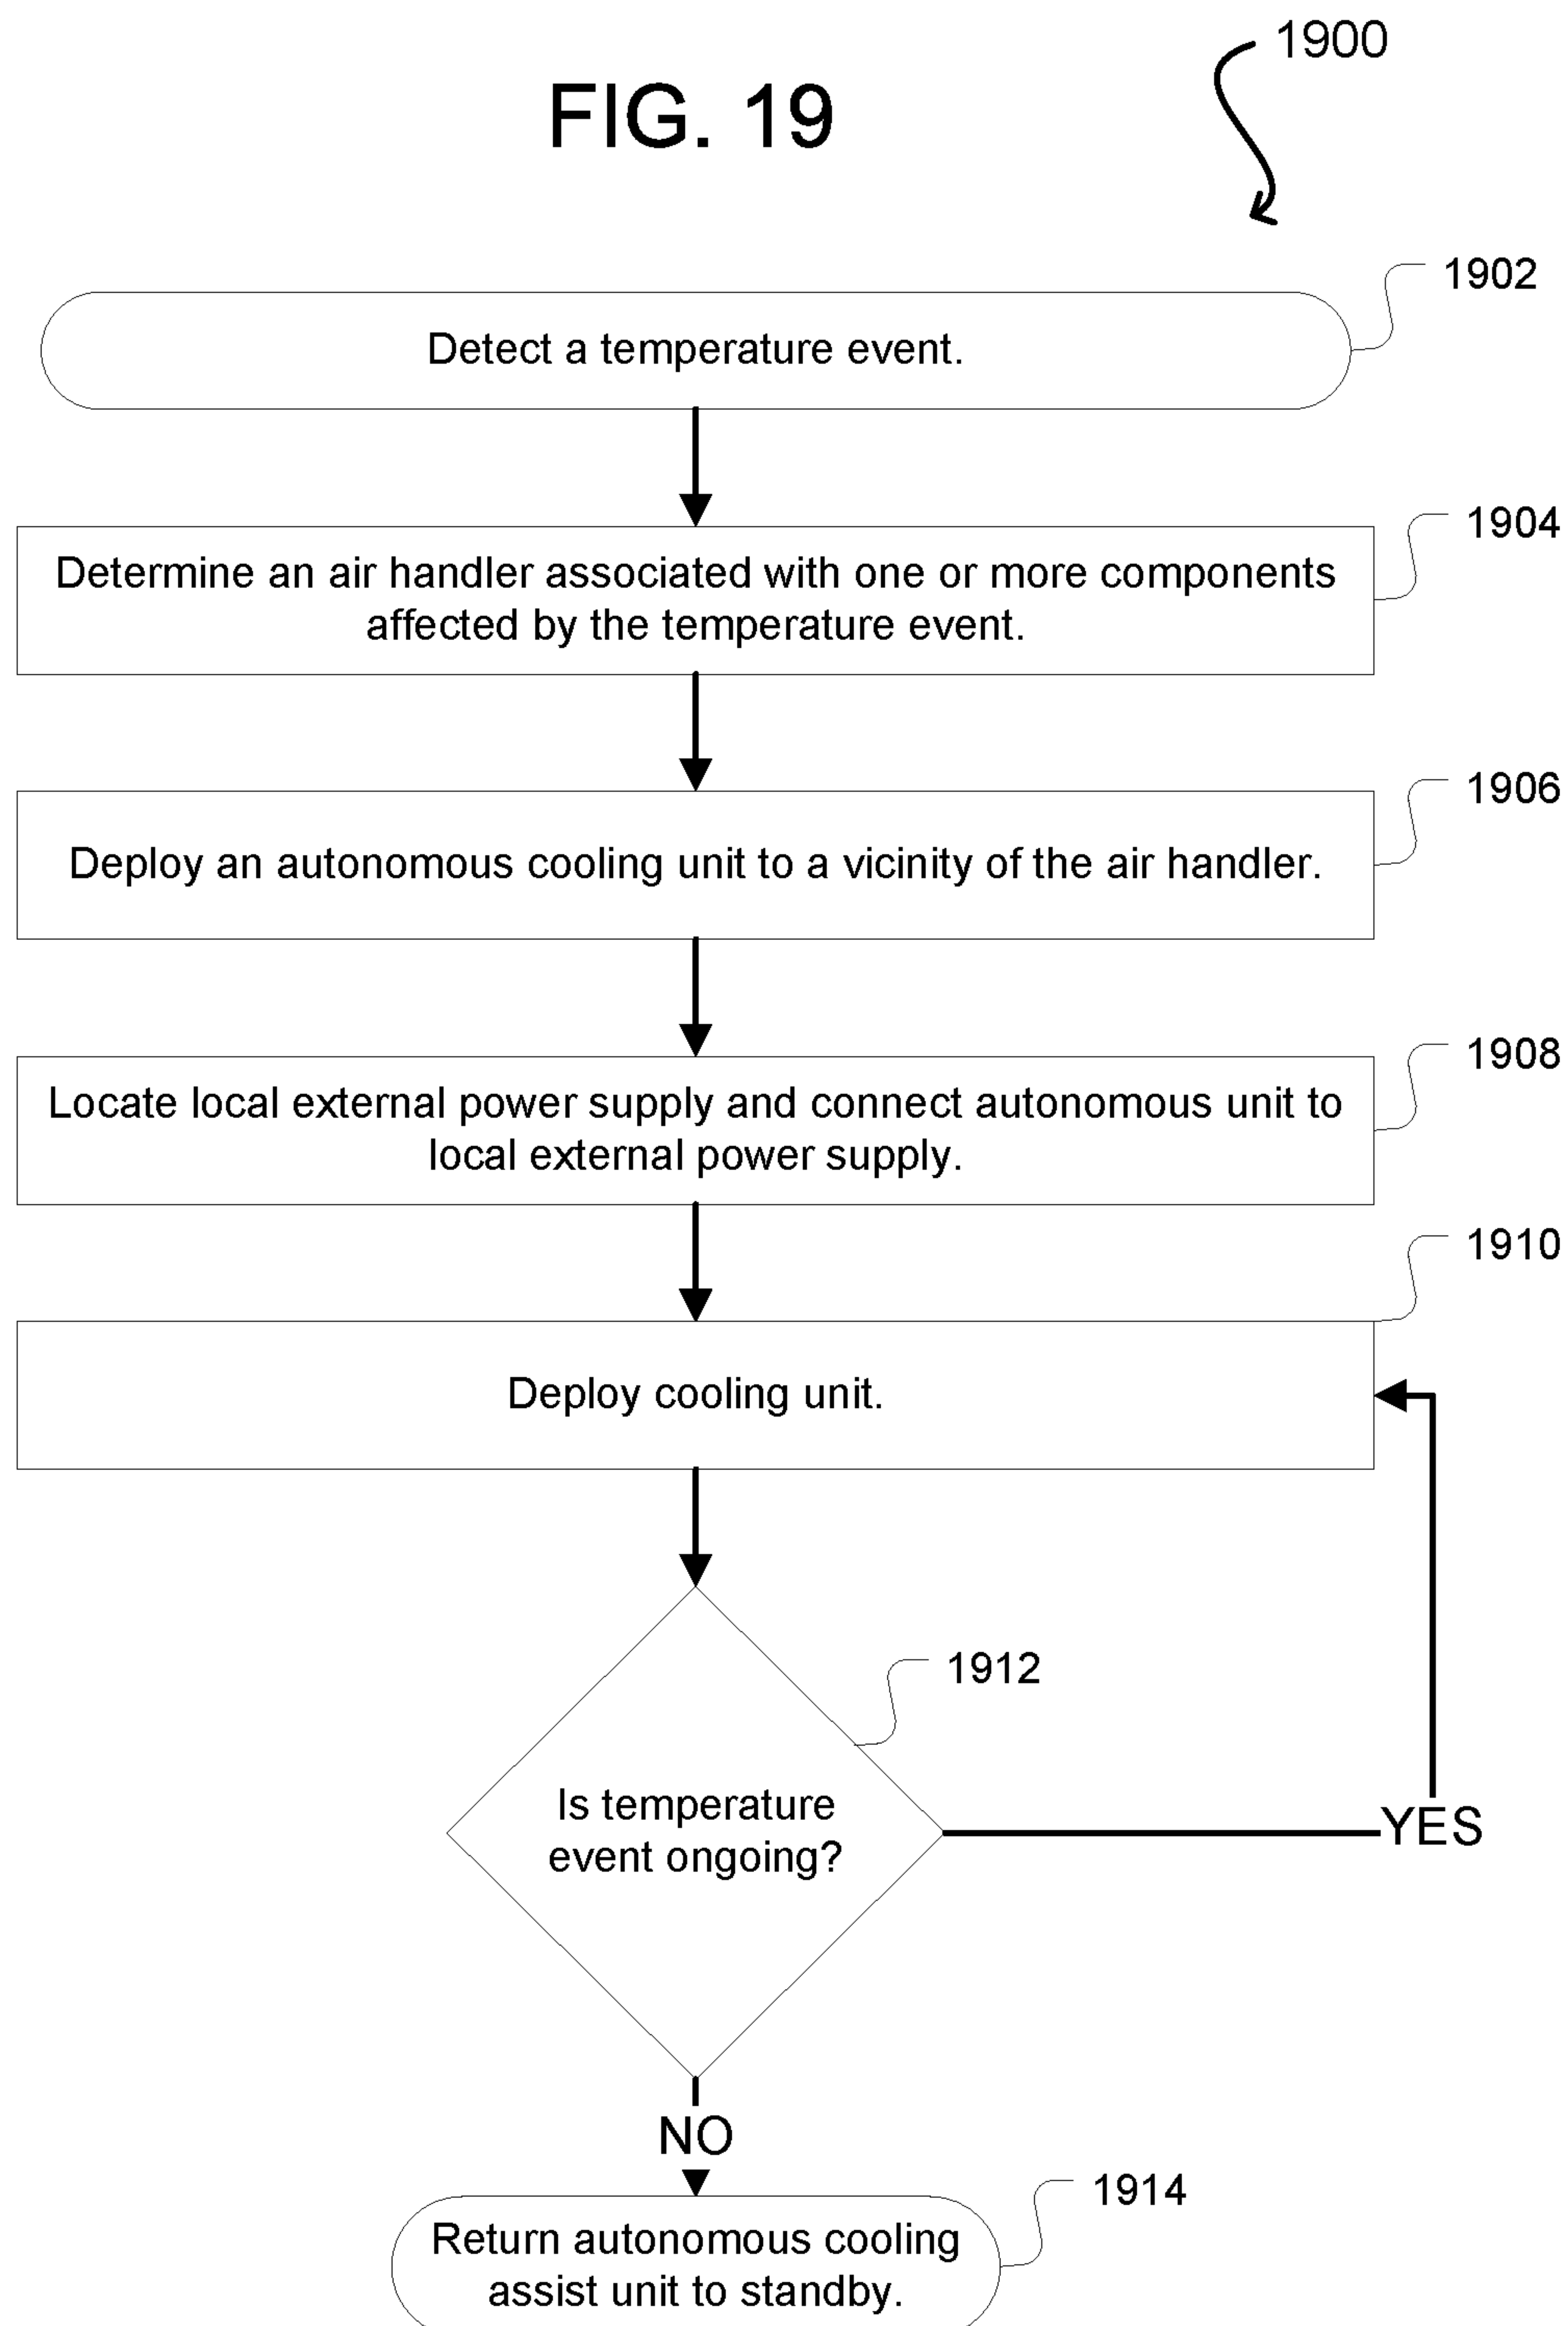 1900
FIG. 19
1902
Detect a temperature event.
1904
Determine an air handler associated with one or more components
affected by the temperature event.
1906
Deploy an autonomous cooling unit to a vicinity of the air handler.
1908
Locate local external power supply and connect autonomous unit to
local external power supply.
1910
Deploy cooling unit.
1912
Is temperature
event ongoing?
YES
NO
1914
Return autonomous cooling
assist unit to standby.